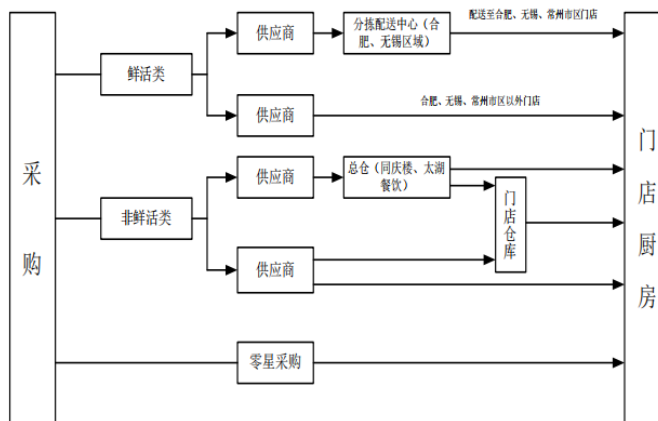 供应商
分拣配送中心（合
肥、无锡区域）
配送至合肥、无锡、常州市区门店
鲜活类
供应商
合肥、无锡、常州市区以外门店
采购
供应商
总仓（同庆楼、太湖
餐饮）
门店仓库
门店厨房
非鲜活类
供应商
零星采购